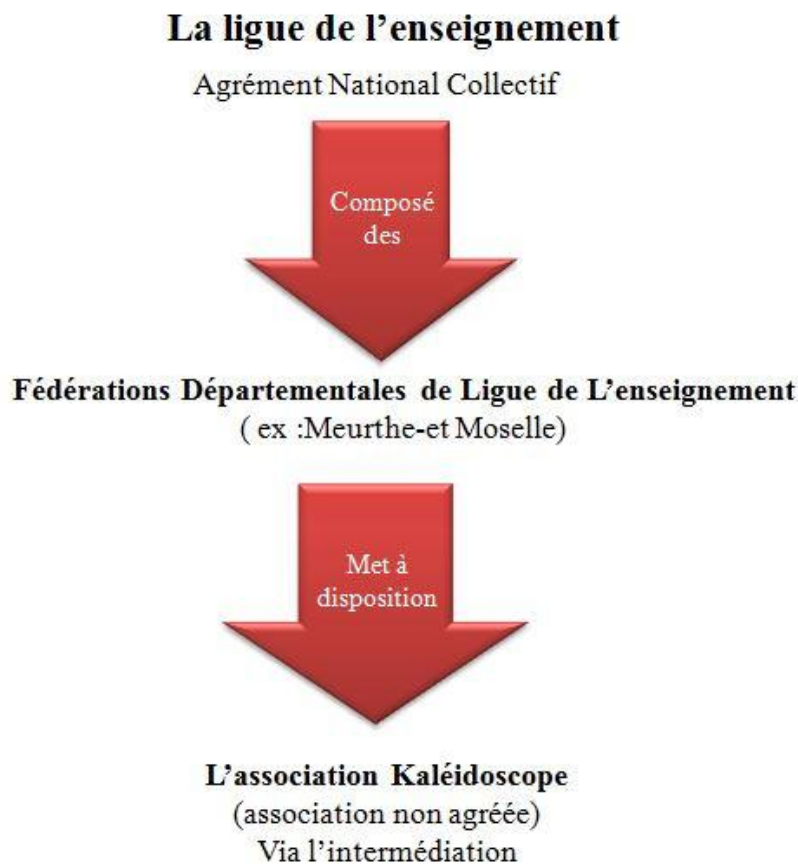 La ligue de l’enseignement
Agrément National Collectif
Composé
des
Fédérations Départementales de Ligue de L’enseignement
( ex :Meurthe-et Moselle)
Met à
disposition
L’association Kaléidoscope
(association non agréée)
Via l’intermédiation